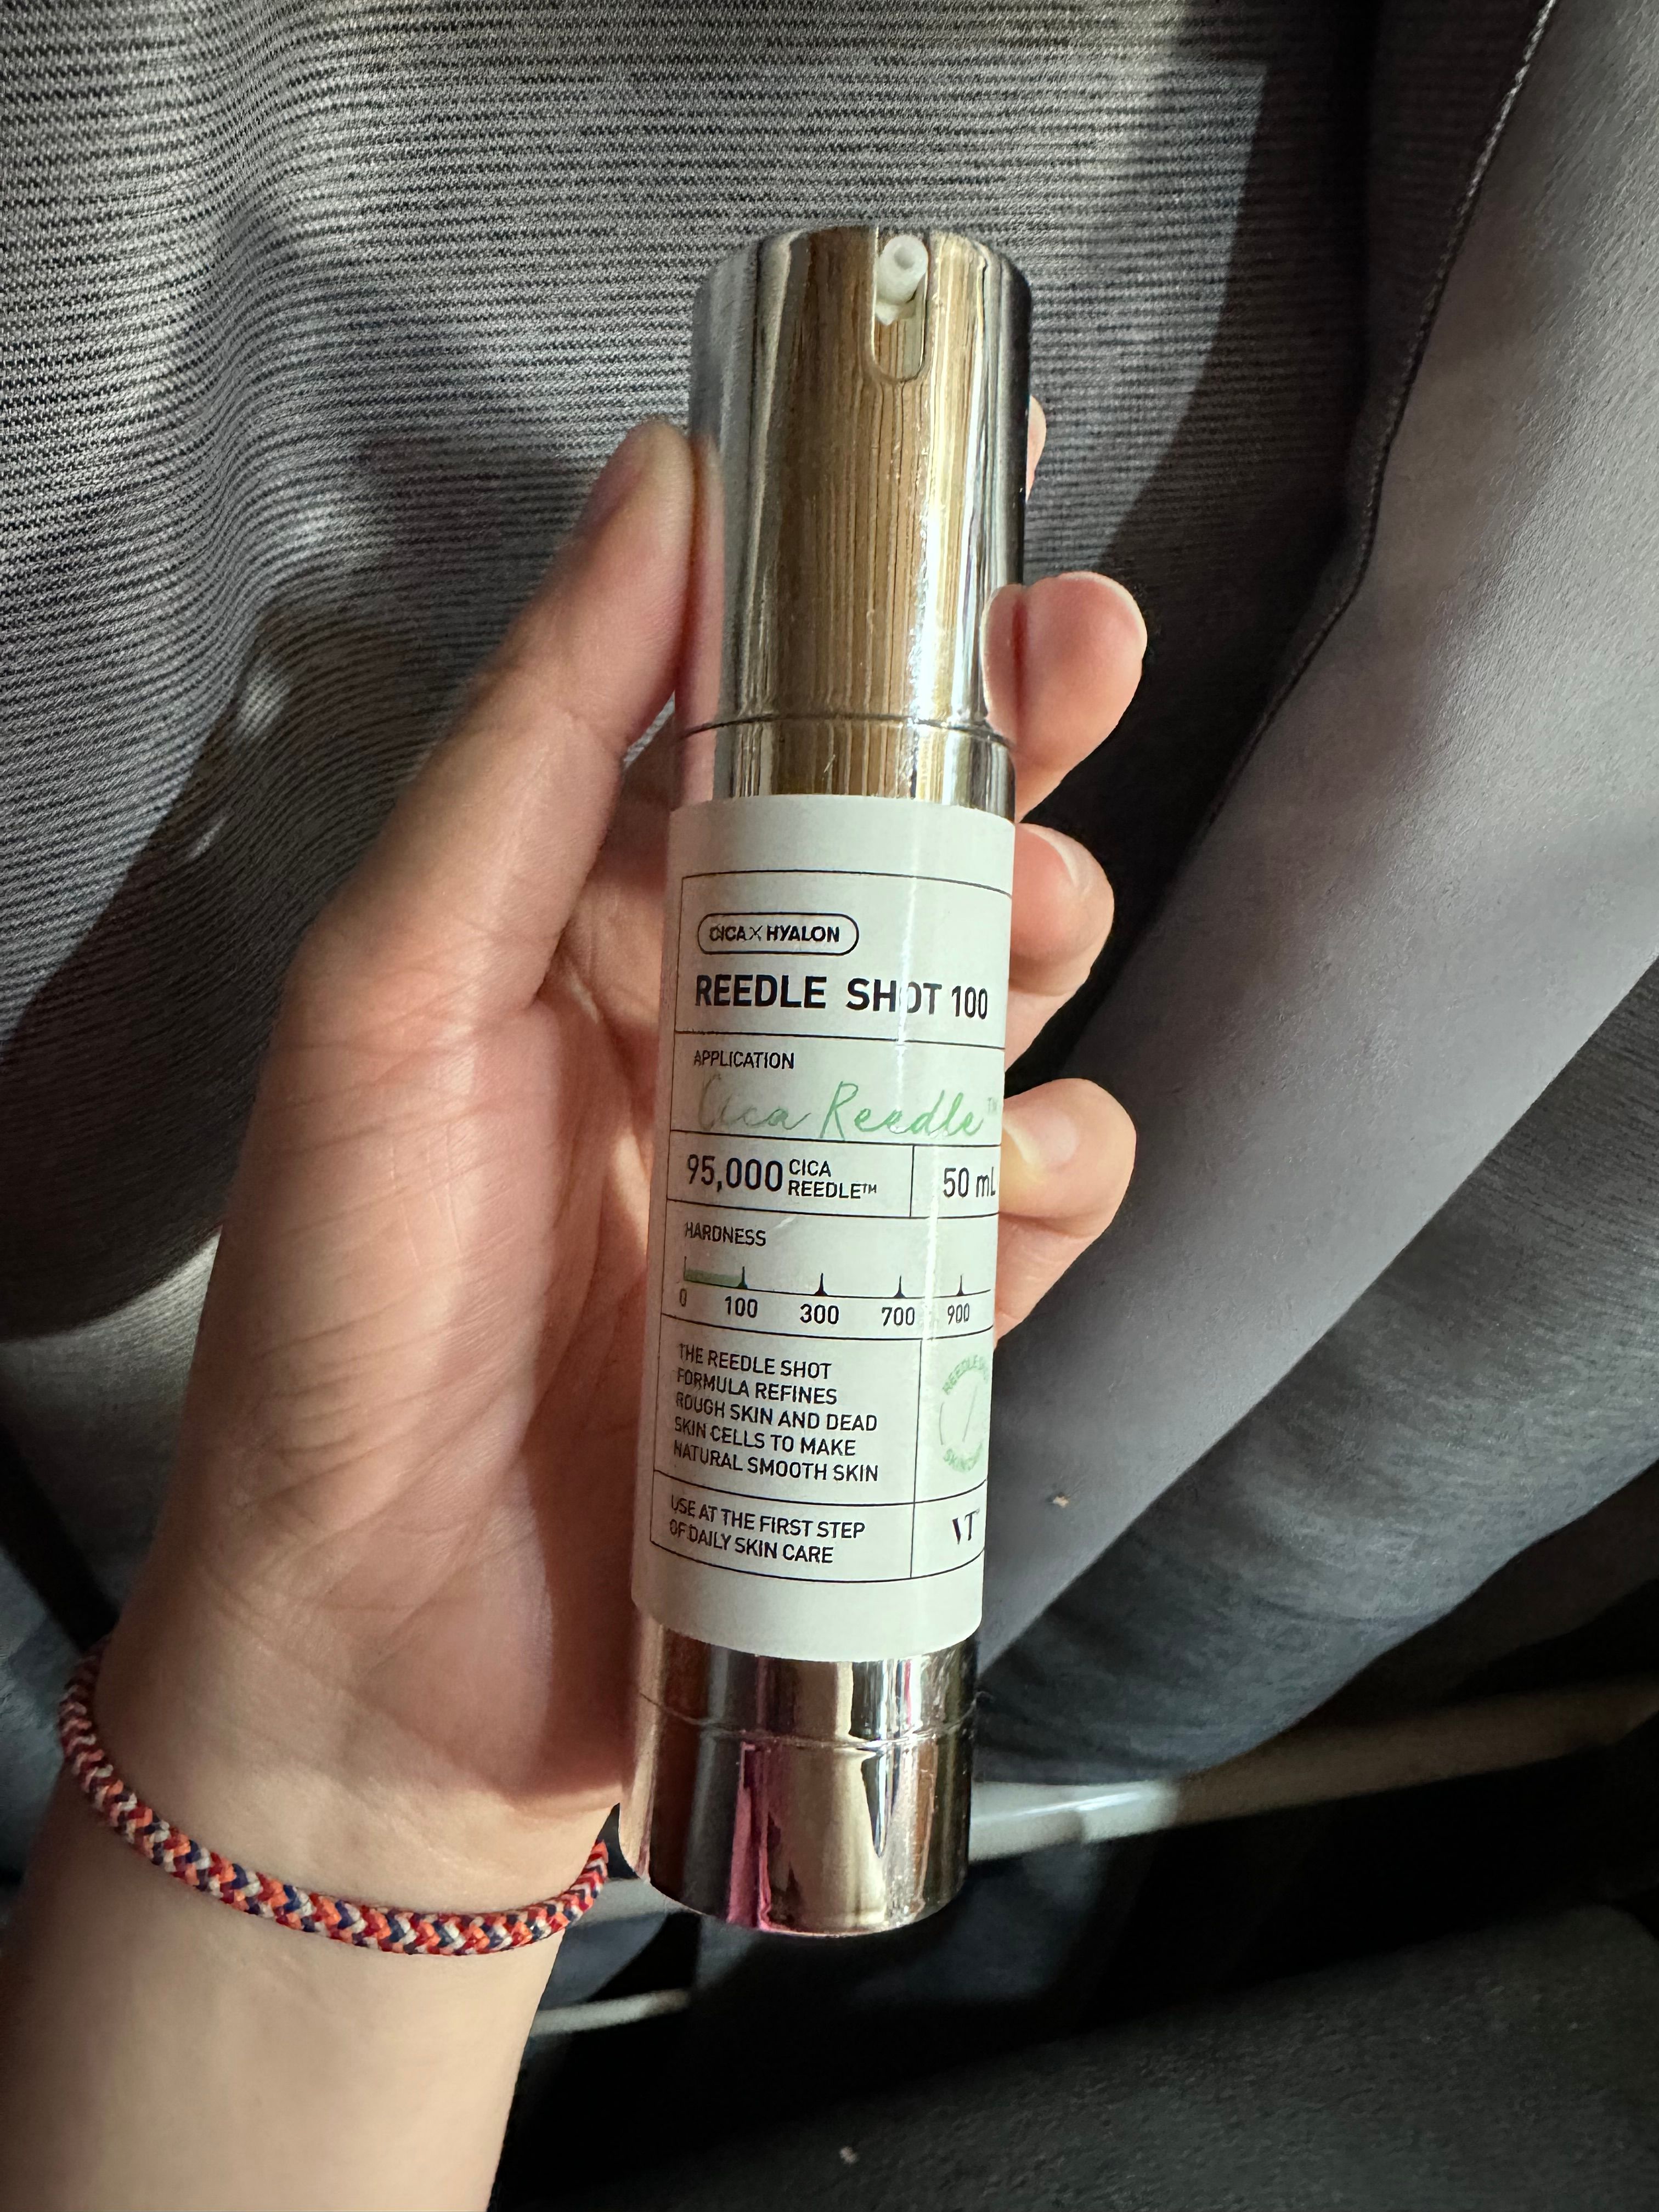 CICA×HYALON
REEDLE SHOT 100
APPLICATION
Cica Reedle™
95,000 CICA REEDLE™
50 mL
HARDNESS
0 100 300 700 900
THE REEDLE SHOT
FORMULA REFINES
ROUGH SKIN AND DEAD
SKIN CELLS TO MAKE
NATURAL SMOOTH SKIN
REEDLE
USE AT THE FIRST STEP
OF DAILY SKIN CARE
VT